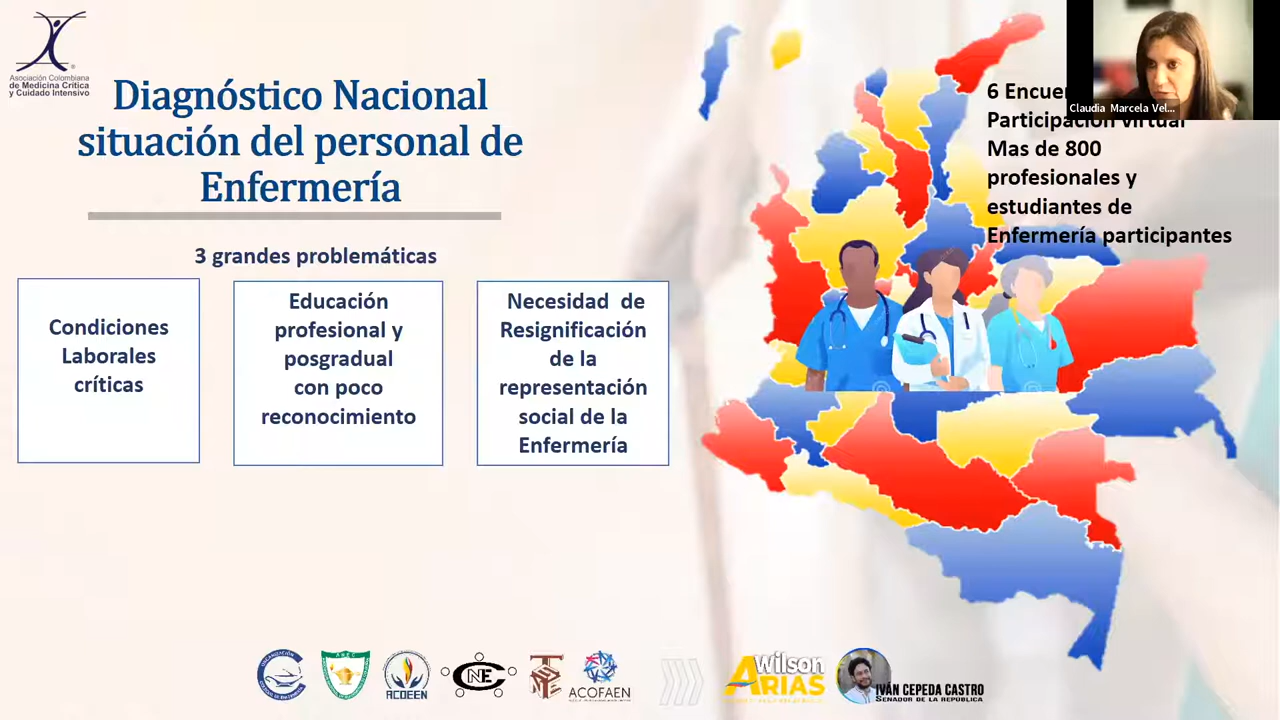 Asociación Colombiana
de Medicina Crítica
y Cuidado Intensivo
Diagnóstico Nacional
situación del personal de
Enfermería
3 grandes problemáticas
Condiciones
Laborales
críticas
Educación
profesional y
posgradual
con poco
reconocimiento
Necesidad de
Resignificación
de la
representación
social de la
Enfermería
6
Participación virtual
Mas de 800
profesionales y
estudiantes de
Enfermería participantes
Claudia Marcela Vel...
ORGANIZACIÓN
ANEC
ACOEEN
CNE
ACOFAEN
Wilson
ARIAS
IVÁN CEPEDA CASTRO
SENADOR DE LA REPÚBLICA